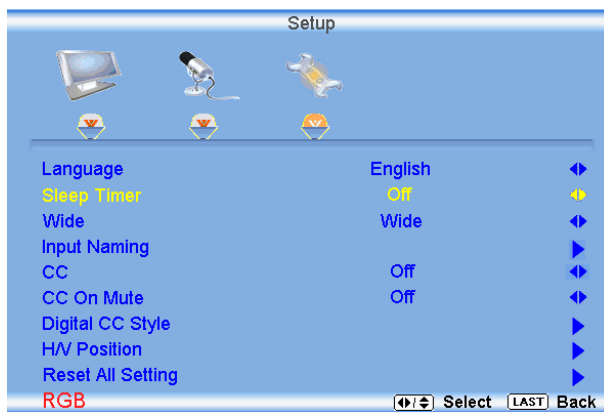 Setup
Language English
Sleep Timer Off
Wide Wide
Input Naming
CC Off
CC On Mute Off
Digital CC Style
H/V Position
Reset All Setting
RGB Select LAST Back